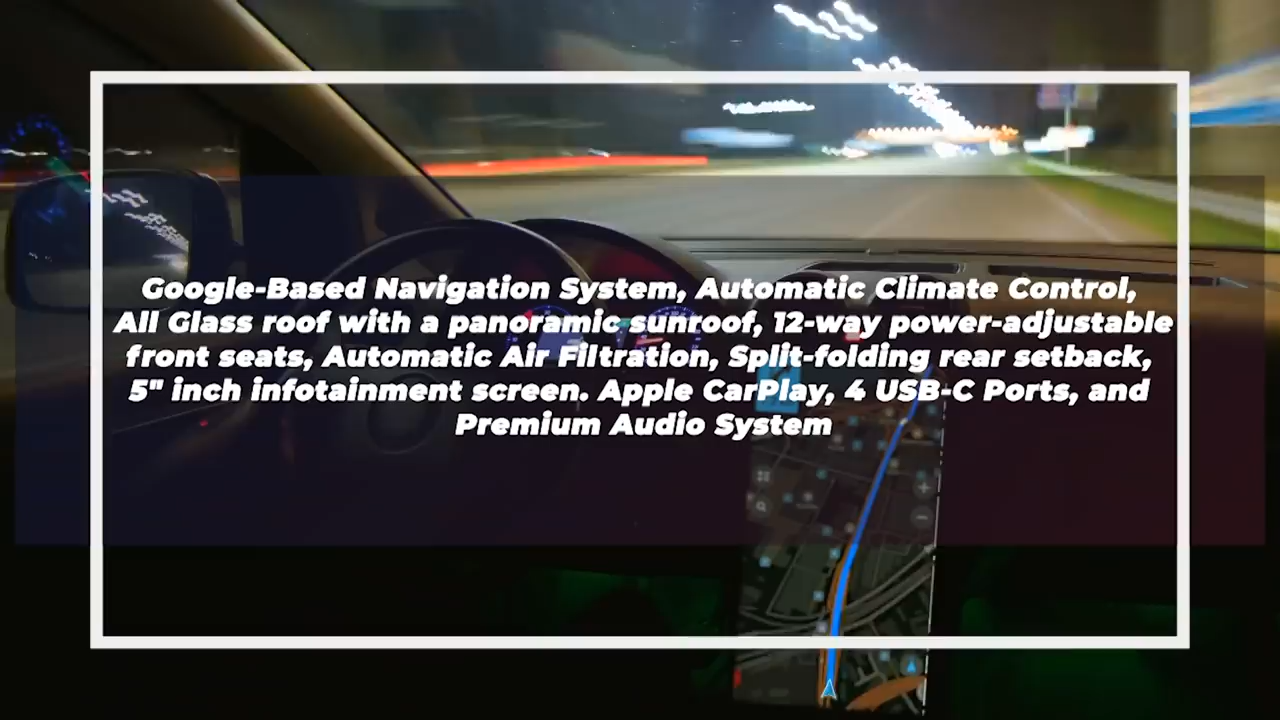 Google-Based Navigation System, Automatic Climate Control,
All Glass roof with a panoramic sunroof, 12-way power-adjustable
front seats, Automatic Air Filtration, Split-folding rear setback,
5" inch infotainment screen. Apple CarPlay, 4 USB-C Ports, and
Premium Audio System